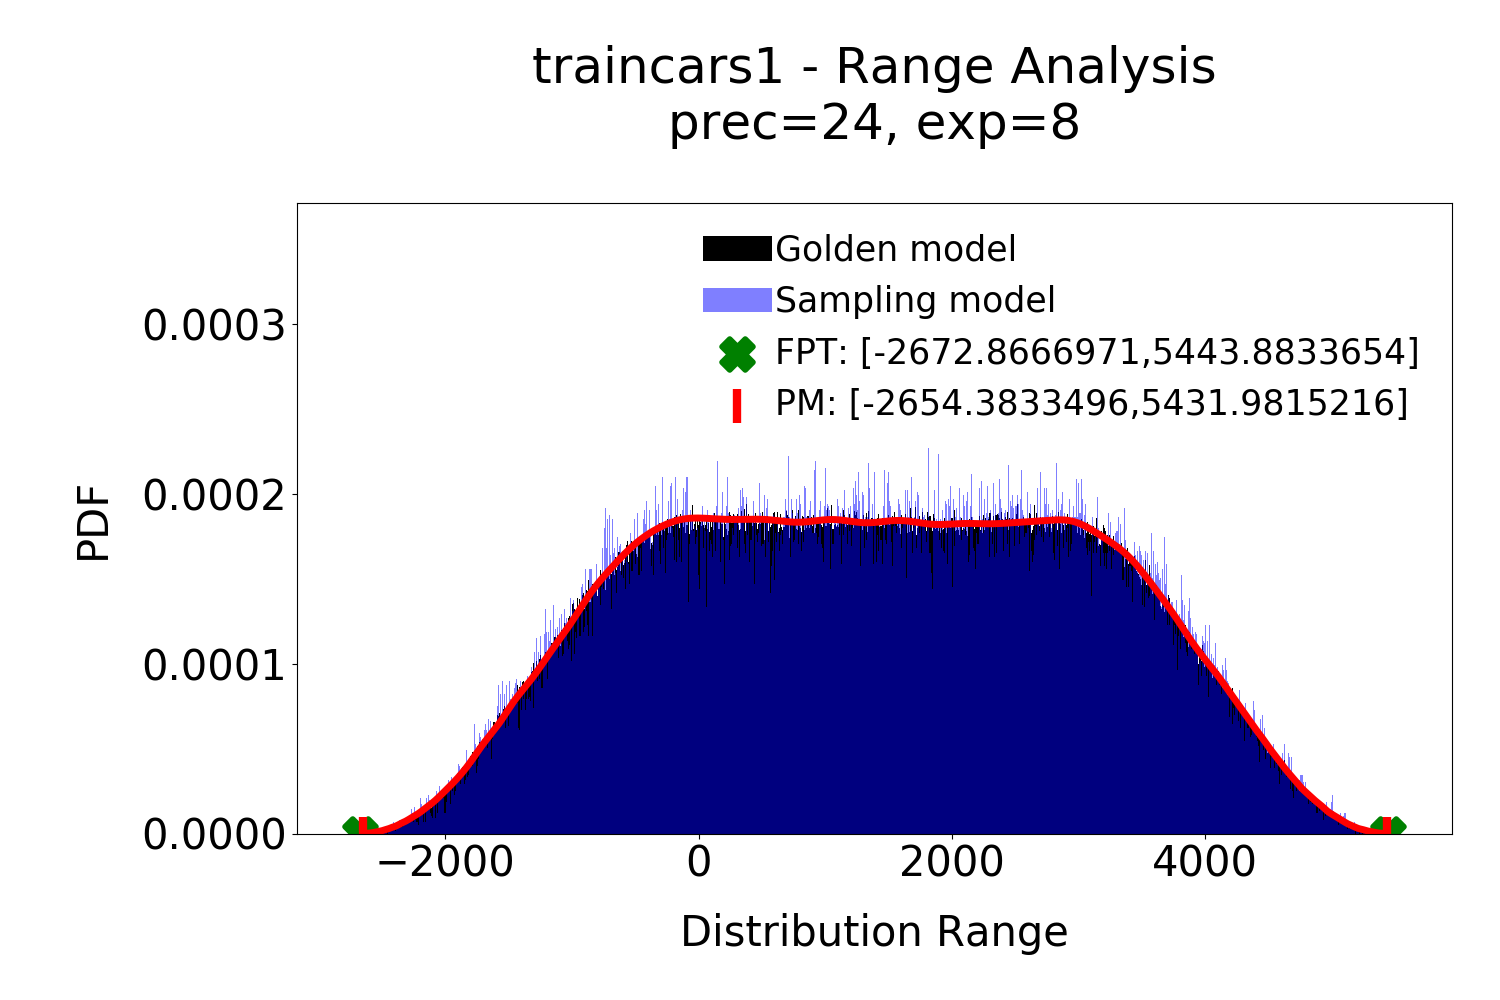 traincars1 - Range Analysis
prec=24, exp=8
Golden model
Sampling model
FPT: [-2672.8666971,5443.8833654]
PM: [-2654.3833496,5431.9815216]
0.0003
0.0002
0.0001
0.0000
PDF
−2000 0 2000 4000
Distribution Range